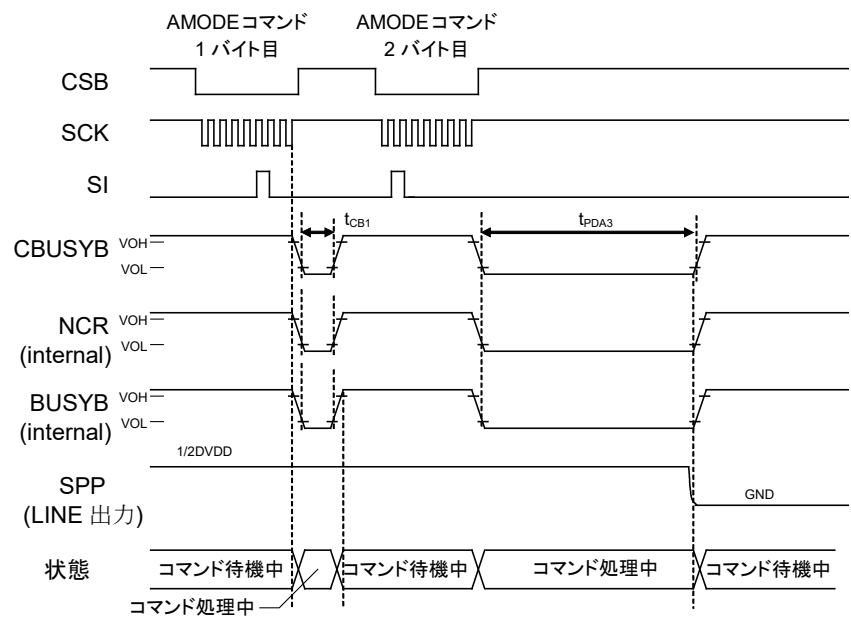 AMODEコマンド
1 バイト目
AMODEコマンド
2 バイト目
CSB
SCK
SI
tCB1
tPDA3
CBUSYB
VOH
VOL
NCR
(internal)
VOH
VOL
BUSYB
(internal)
VOH
VOL
1/2DVDD
SPP
(LINE 出力)
GND
状態
コマンド待機中
コマンド待機中
コマンド処理中
コマンド待機中
コマンド処理中